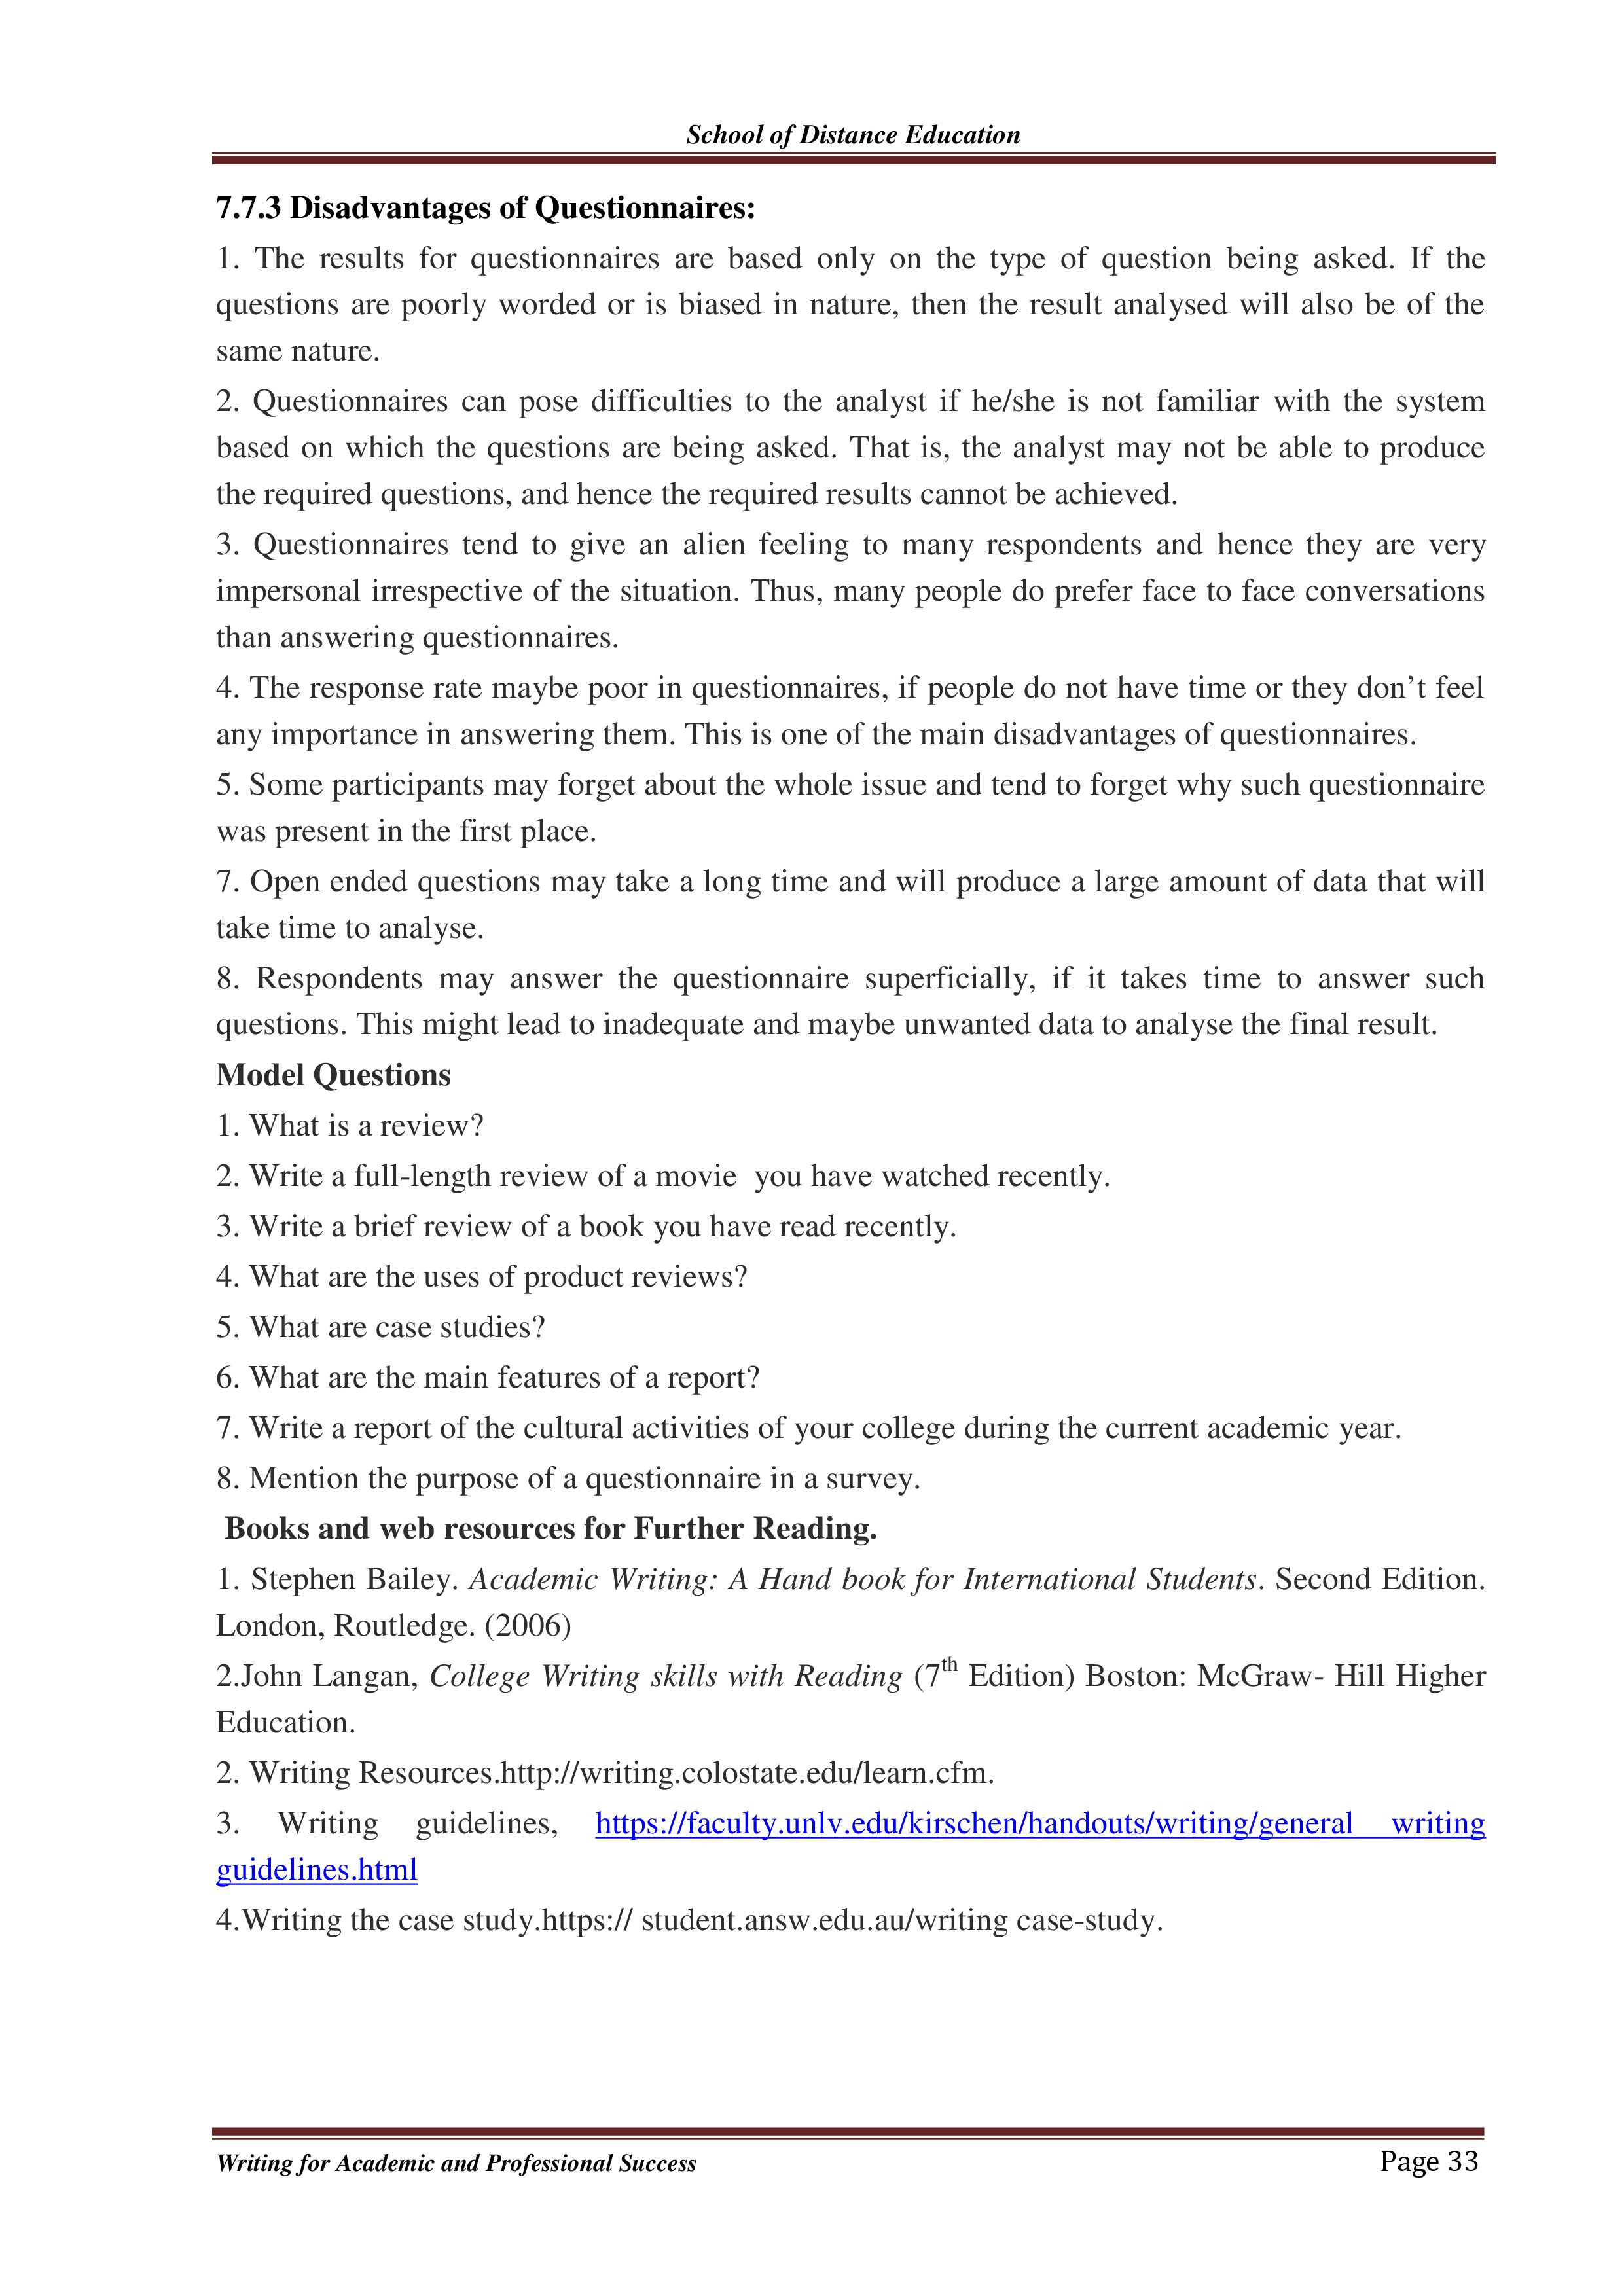 School of Distance Education
7.7.3 Disadvantages of Questionnaires:
1. The results for questionnaires are based only on the type of question being asked. If the
questions are poorly worded or is biased in nature, then the result analysed will also be of the
same nature.
2. Questionnaires can pose difficulties to the analyst if he/she is not familiar with the system
based on which the questions are being asked. That is, the analyst may not be able to produce
the required questions, and hence the required results cannot be achieved.
3. Questionnaires tend to give an alien feeling to many respondents and hence they are very
impersonal irrespective of the situation. Thus, many people do prefer face to face conversations
than answering questionnaires.
4. The response rate maybe poor in questionnaires, if people do not have time or they don’t feel
any importance in answering them. This is one of the main disadvantages of questionnaires.
5. Some participants may forget about the whole issue and tend to forget why such questionnaire
was present in the first place.
7. Open ended questions may take a long time and will produce a large amount of data that will
take time to analyse.
8. Respondents may answer the questionnaire superficially, if it takes time to answer such
questions. This might lead to inadequate and maybe unwanted data to analyse the final result.
Model Questions
1. What is a review?
2. Write a full-length review of a movie  you have watched recently.
3. Write a brief review of a book you have read recently.
4. What are the uses of product reviews?
5. What are case studies?
6. What are the main features of a report?
7. Write a report of the cultural activities of your college during the current academic year.
8. Mention the purpose of a questionnaire in a survey.
Books and web resources for Further Reading.
1. Stephen Bailey. Academic Writing: A Hand book for International Students. Second Edition.
London, Routledge. (2006)
2.John Langan, College Writing skills with Reading (7th Edition) Boston: McGraw- Hill Higher
Education.
2. Writing Resources.http://writing.colostate.edu/learn.cfm.
3. Writing guidelines, https://faculty.unlv.edu/kirschen/handouts/writing/general writing
guidelines.html
4.Writing the case study.https:// student.answ.edu.au/writing case-study.
Writing for Academic and Professional Success Page 33